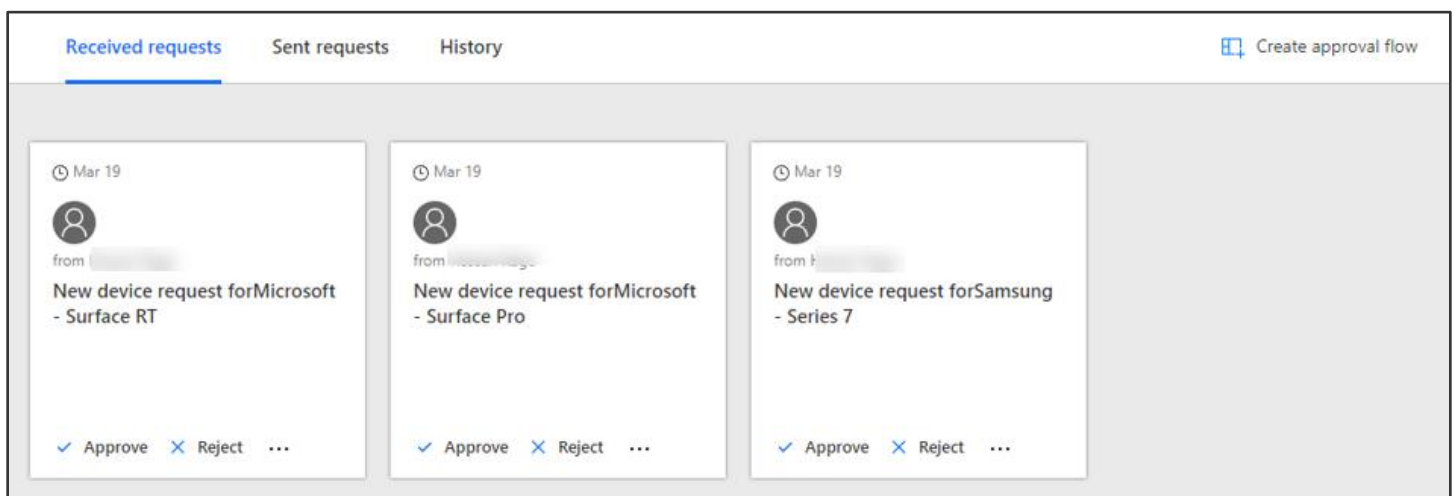 Received requests Sent requests History Create approval flow
Mar 19
from
New device request forMicrosoft
- Surface RT
Approve Reject ...
Mar 19
from
New device request forMicrosoft
- Surface Pro
Approve Reject ...
Mar 19
from
New device request forSamsung
- Series 7
Approve Reject ...